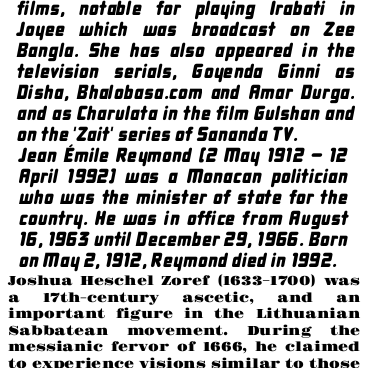 films, notable for playing Irabati in
Joyee which was broadcast on Zee
Bangla. She has also appeared in the
television serials, Goyenda Ginni as
Disha, Bhalobasa.com and Amar Durga.
and as Charulata in the film Gulshan and
on the 'Zait' series of Sananda TV.
Jean Émile Reymond (2 May 1912 – 12
April 1992) was a Monacan politician
who was the minister of state for the
country. He was in office from August
16, 1963 until December 29, 1966. Born
on May 2, 1912, Reymond died in 1992.
Joshua Heschel Zoref (1633–1700) was
a 17th-century ascetic, and an
important figure in the Lithuanian
Sabbatean movement. During the
messianic fervor of 1666, he claimed
to experience visions similar to those